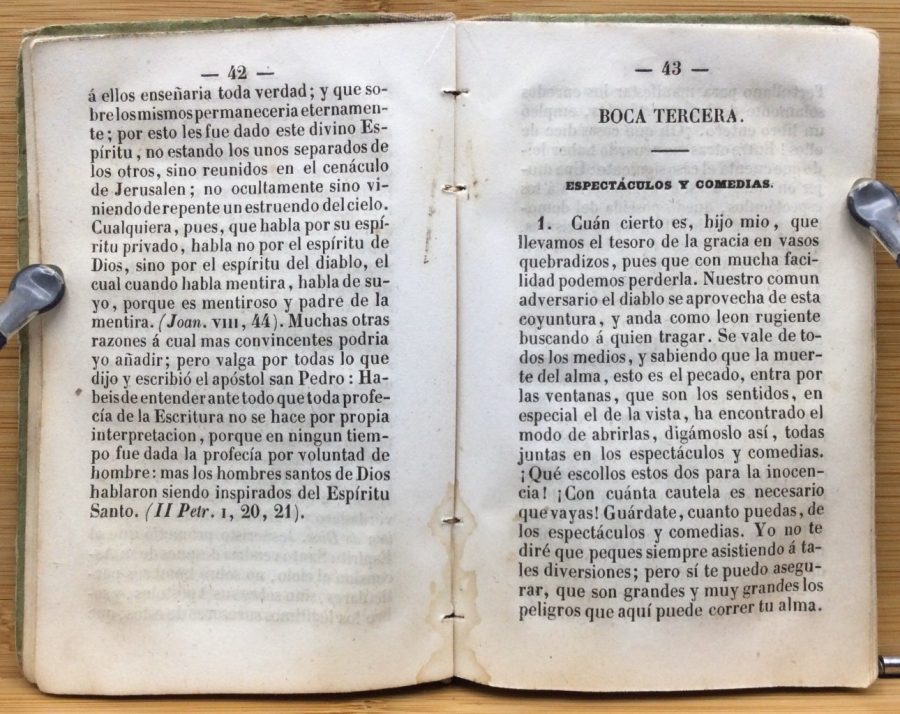 — 42 —
á ellos enseñaria toda verdad; y que so-
bre los mismos permaneceria eternamen-
te; por esto les fue dado este divino Es-
píritu, no estando los unos separados de
los otros, sino reunidos en el cenáculo
de Jerusalen; no ocultamente sino vi-
niendo de repente un estruendo del cielo.
Cualquiera, pues, que habla por su espí-
ritu privado, habla no por el espíritu de
Dios, sino por el espíritu del diablo, el
cual cuando habla mentira, habla de su-
yo, porque es mentiroso y padre de la
mentira. (Joan. VIII, 44). Muchas otras
razones á cual mas convincentes podria
yo añadir; pero valga por todas lo que
dijo y escribió el apóstol san Pedro: Ha-
beis de entender ante todo que toda profe-
cía de la Escritura no se hace por propia
interpretacion, porque en ningun tiem-
po fue dada la profecía por voluntad de
hombre: mas los hombres santos de Dios
hablaron siendo inspirados del Espíritu
Santo. (II Petr. I, 20, 21).
— 43 —
BOCA TERCERA.
ESPECTÁCULOS Y COMEDIAS.
1. Cuán cierto es, hijo mio, que
llevamos el tesoro de la gracia en vasos
quebradizos, pues que con mucha faci-
lidad podemos perderla. Nuestro comun
adversario el diablo se aprovecha de esta
coyuntura, y anda como leon rugiente
buscando á quien tragar. Se vale de to-
dos los medios, y sabiendo que la muer-
te del alma, esto es el pecado, entra por
las ventanas, que son los sentidos, en
especial el de la vista, ha encontrado el
modo de abrirlas, digámoslo así, todas
juntas en los espectáculos y comedias.
¡Qué escollos estos dos para la inocen-
cia! ¡Con cuánta cautela es necesario
que vayas! Guárdate, cuanto puedas, de
los espectáculos y comedias. Yo no te
diré que peques siempre asistiendo á ta-
les diversiones; pero sí te puedo asegu-
rar, que son grandes y muy grandes los
peligros que aquí puede correr tu alma.